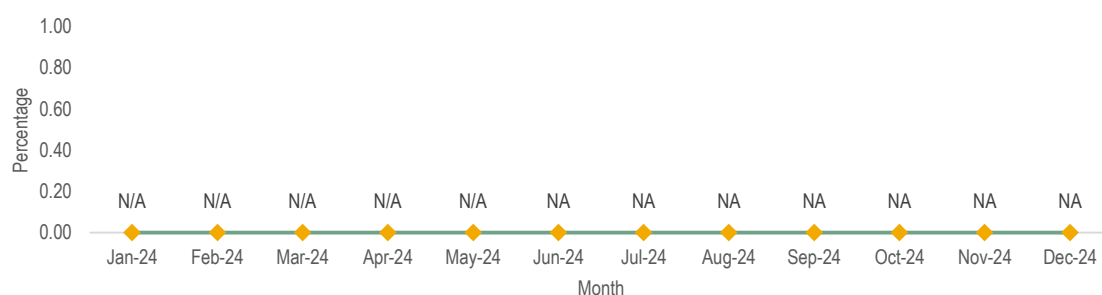 1.00
0.80
0.60
0.40
0.20
0.00
Percentage
N/A N/A N/A N/A N/A NA NA NA NA NA NA NA
Jan-24 Feb-24 Mar-24 Apr-24 May-24 Jun-24 Jul-24 Aug-24 Sep-24 Oct-24 Nov-24 Dec-24
Month